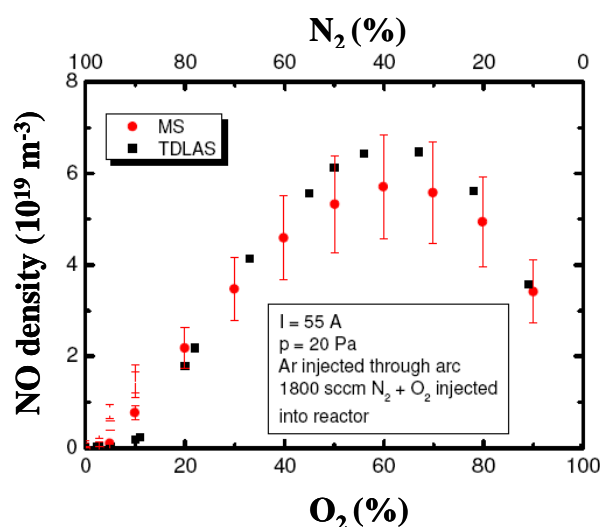 N₂ (%)
100 80 60 40 20 0
8
6
4
2
0
NO density (10¹⁹ m⁻³)
MS
TDLAS
I = 55 A
p = 20 Pa
Ar injected through arc
1800 sccm N₂ + O₂ injected
into reactor
0 20 40 60 80 100
O₂ (%)